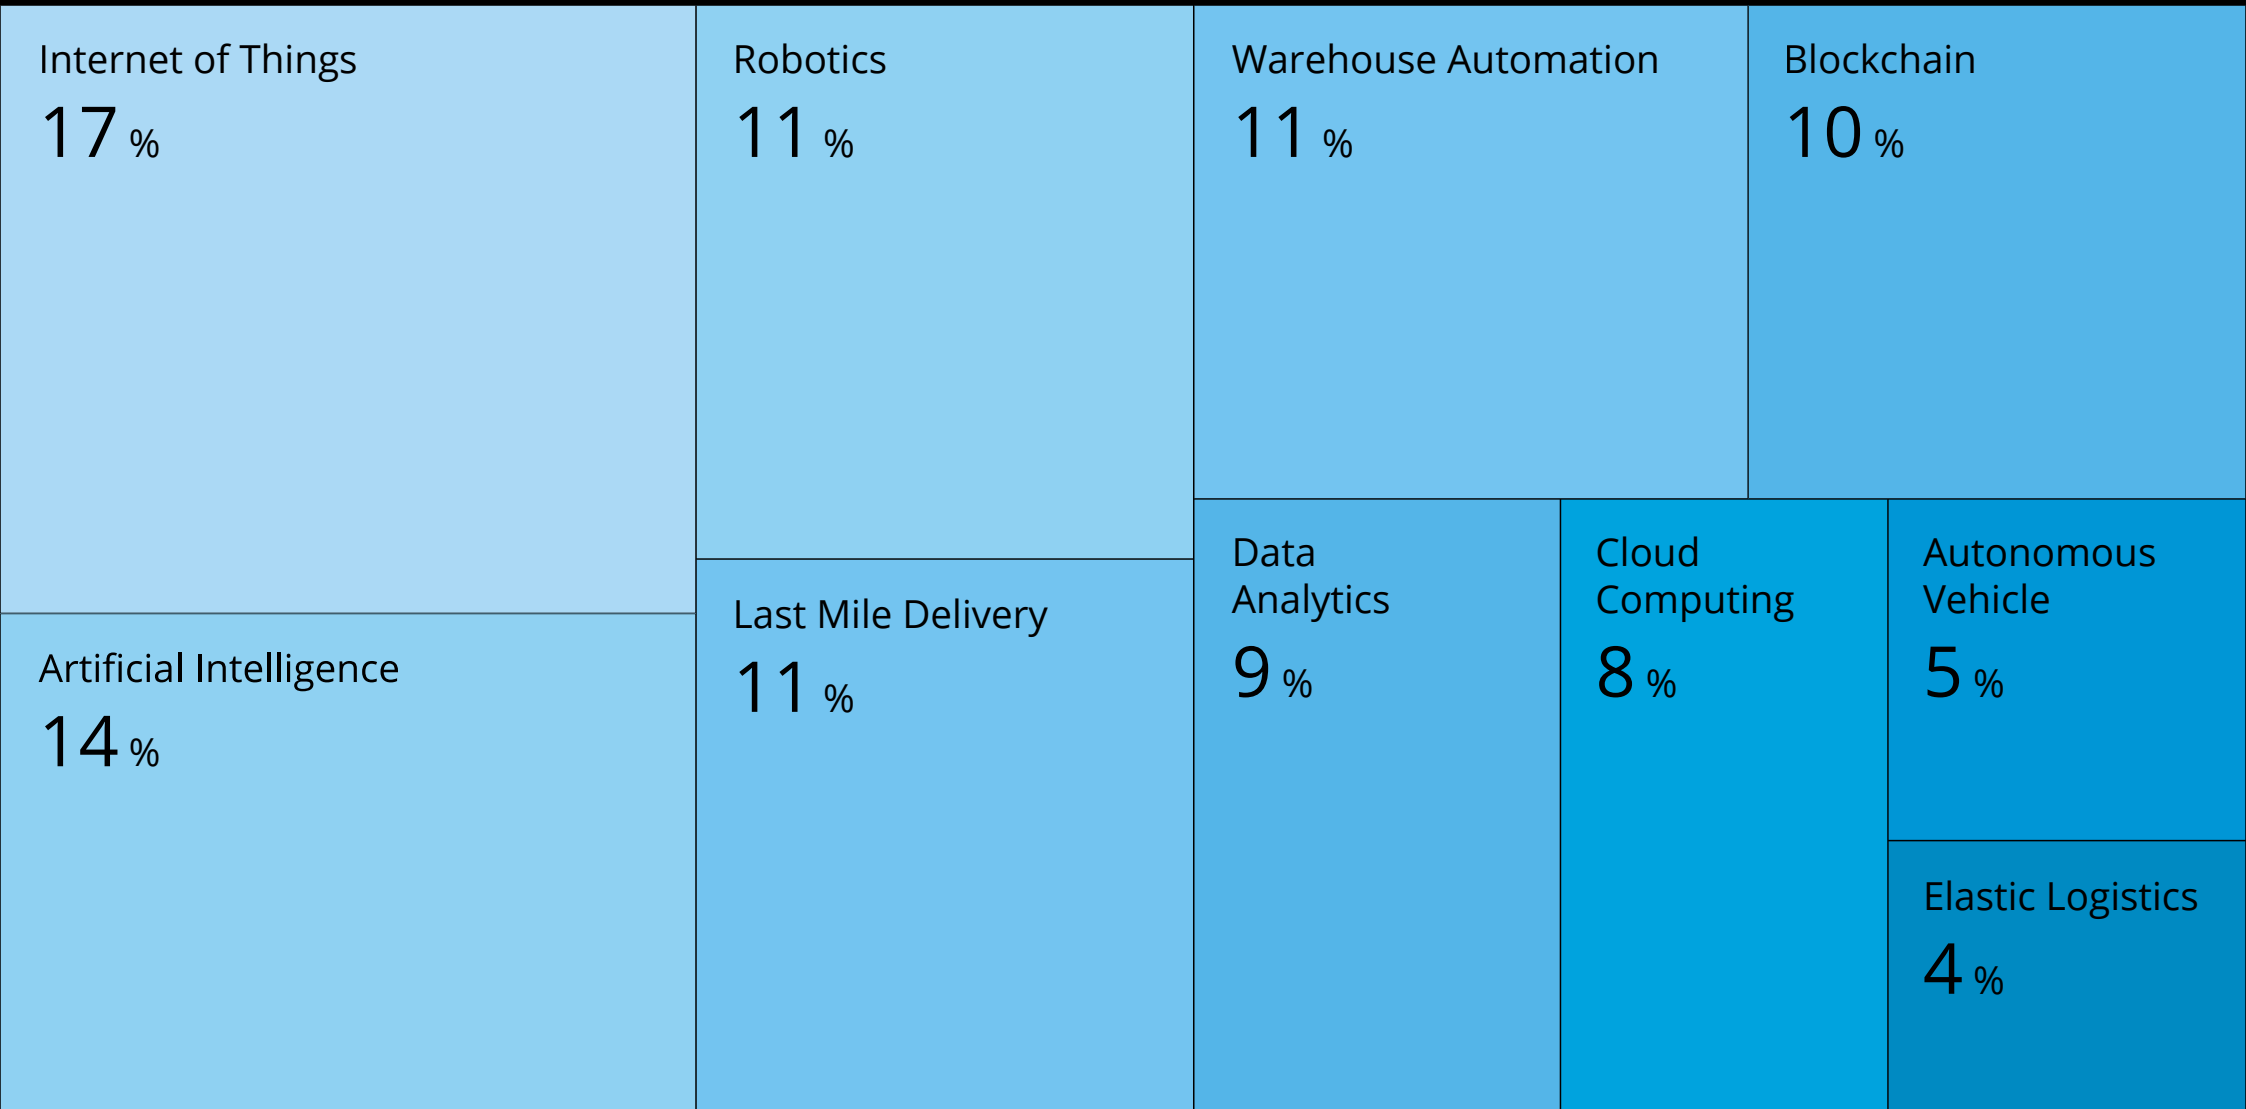 Internet of Things
17 %
Artificial Intelligence
14 %
Robotics
11 %
Last Mile Delivery
11 %
Warehouse Automation
11 %
Blockchain
10 %
Data
Analytics
9 %
Cloud
Computing
8 %
Autonomous
Vehicle
5 %
Elastic Logistics
4 %